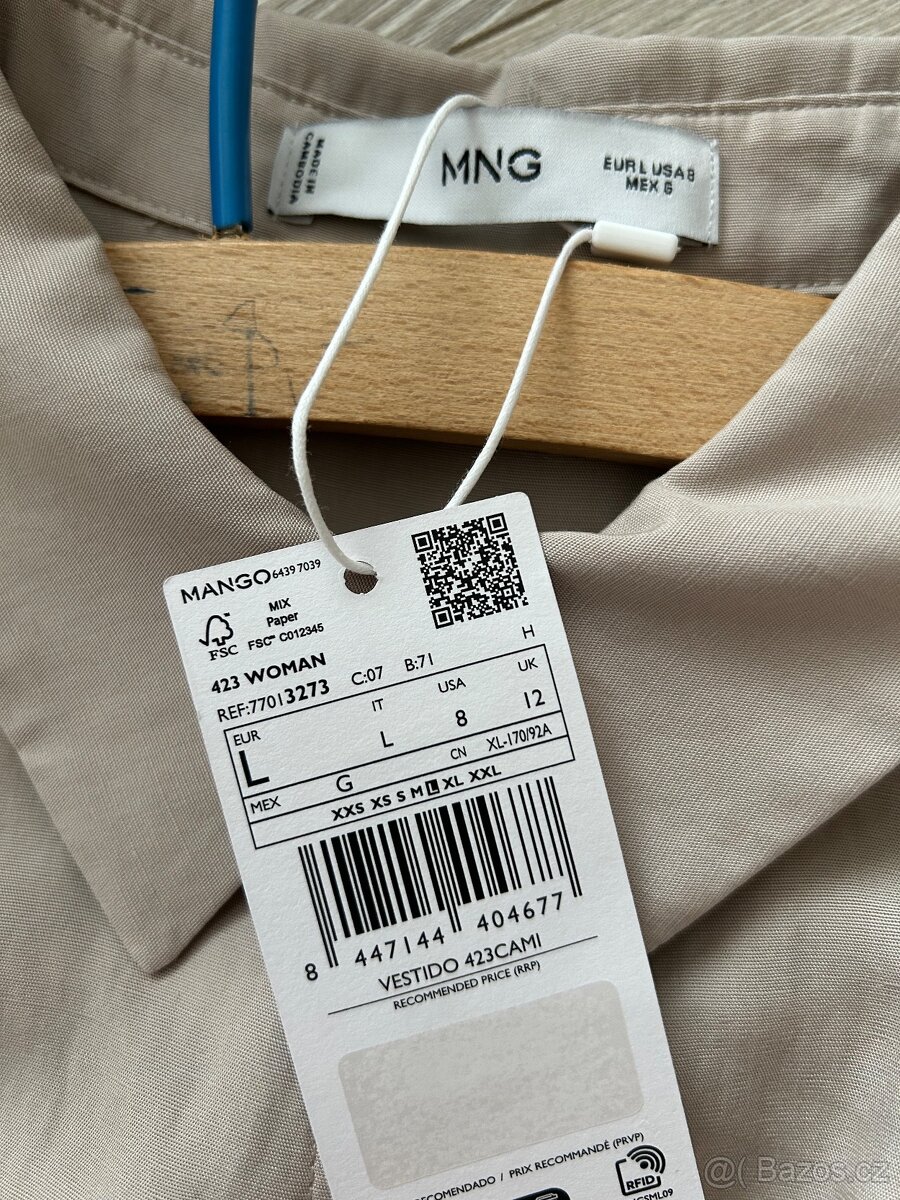 MADE IN
CAMBODIA
MNG
EUR L USA 8
MEX G
MANGO 6439 7039
MIX
Paper
FSC™ C012345
FSC
423 WOMAN
REF:77013273 C:07 B:71 H
EUR IT USA UK
L L 8 12
MEX G CN XL-170/92A
XXS XS S M L XL XXL
8 447144 404677
VESTIDO 423CAMI
RECOMMENDED PRICE (RRP)
RECOMENDADO / PRIX RECOMMANDÉ (PRVP)
RFID
@( Bazos.cz